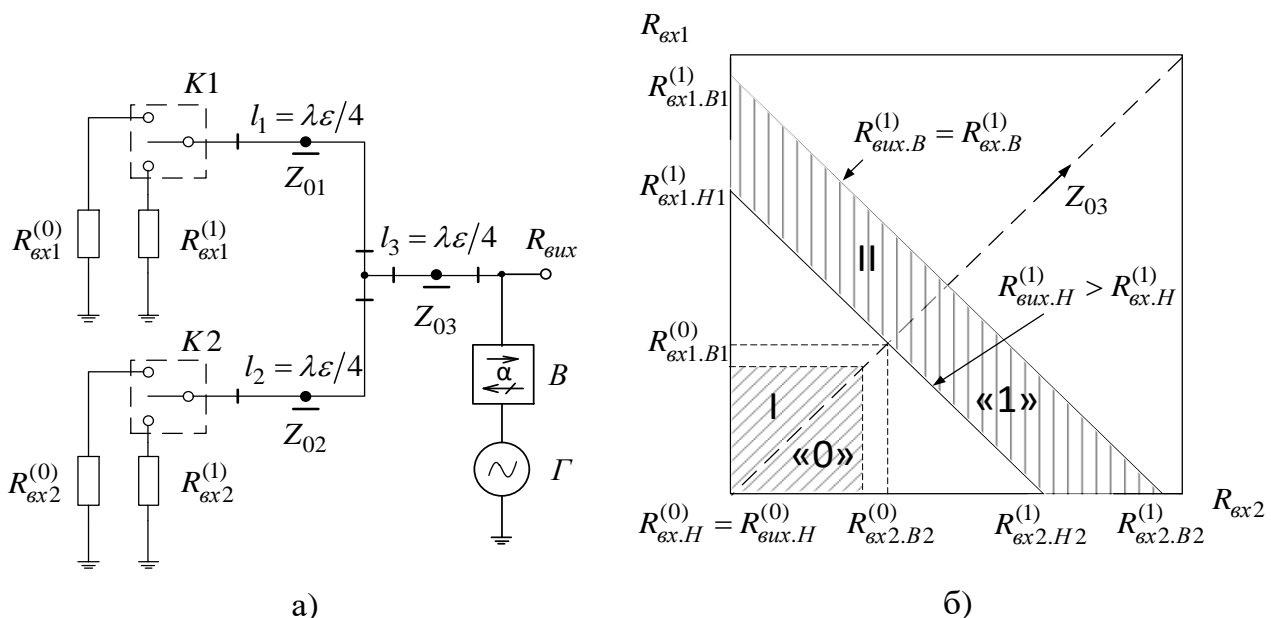 K1
l₁ = λε/4
Z₀₁
R⁽⁰⁾вх1
R⁽¹⁾вх1
l₃ = λε/4
Rвих
Z₀₃
K2
l₂ = λε/4
α
В
Z₀₂
R⁽⁰⁾вх2
R⁽¹⁾вх2
Г
а)
Rвх1
R⁽¹⁾вх1.В1
R⁽¹⁾вих.В = R⁽¹⁾вх.В
R⁽¹⁾вх1.Н1
Z₀₃
II
R⁽¹⁾вих.Н > R⁽¹⁾вх.Н
R⁽⁰⁾вх1.В1
I
«1»
«0»
Rвх2
R⁽⁰⁾вх.Н = R⁽⁰⁾вих.Н
R⁽⁰⁾вх2.В2
R⁽¹⁾вх2.Н2
R⁽¹⁾вх2.В2
б)